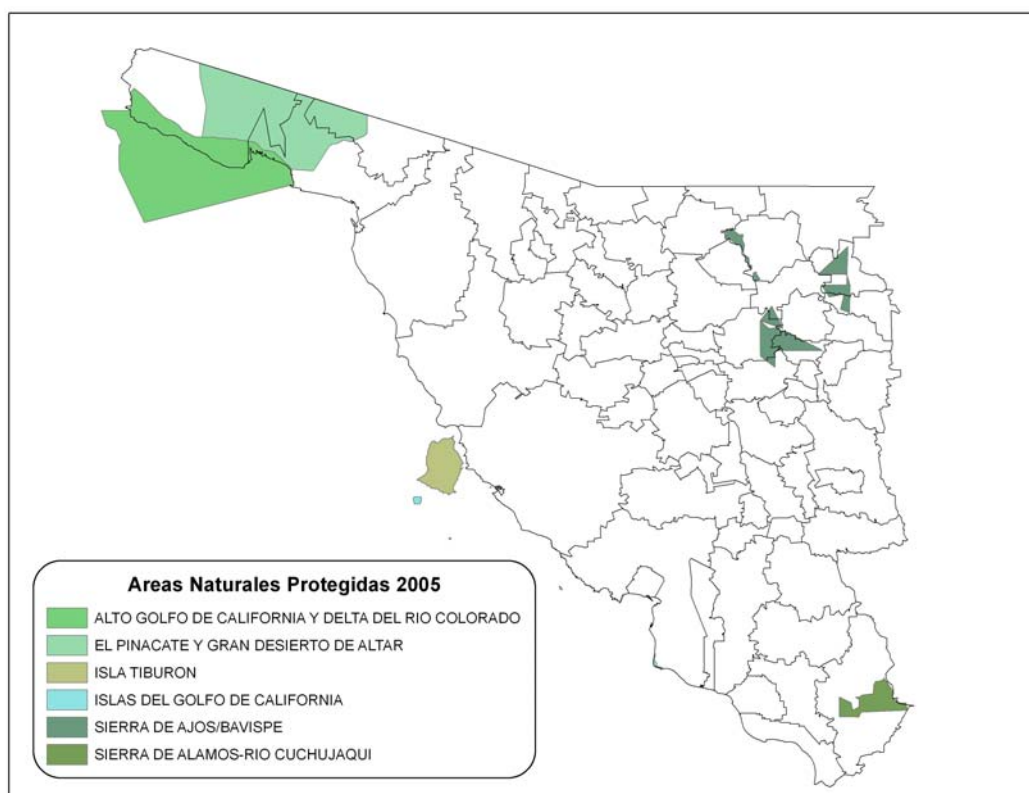 Areas Naturales Protegidas 2005
ALTO GOLFO DE CALIFORNIA Y DELTA DEL RIO COLORADO
EL PINACATE Y GRAN DESIERTO DE ALTAR
ISLA TIBURON
ISLAS DEL GOLFO DE CALIFORNIA
SIERRA DE AJOS/BAVISPE
SIERRA DE ALAMOS-RIO CUCHUJAQUI